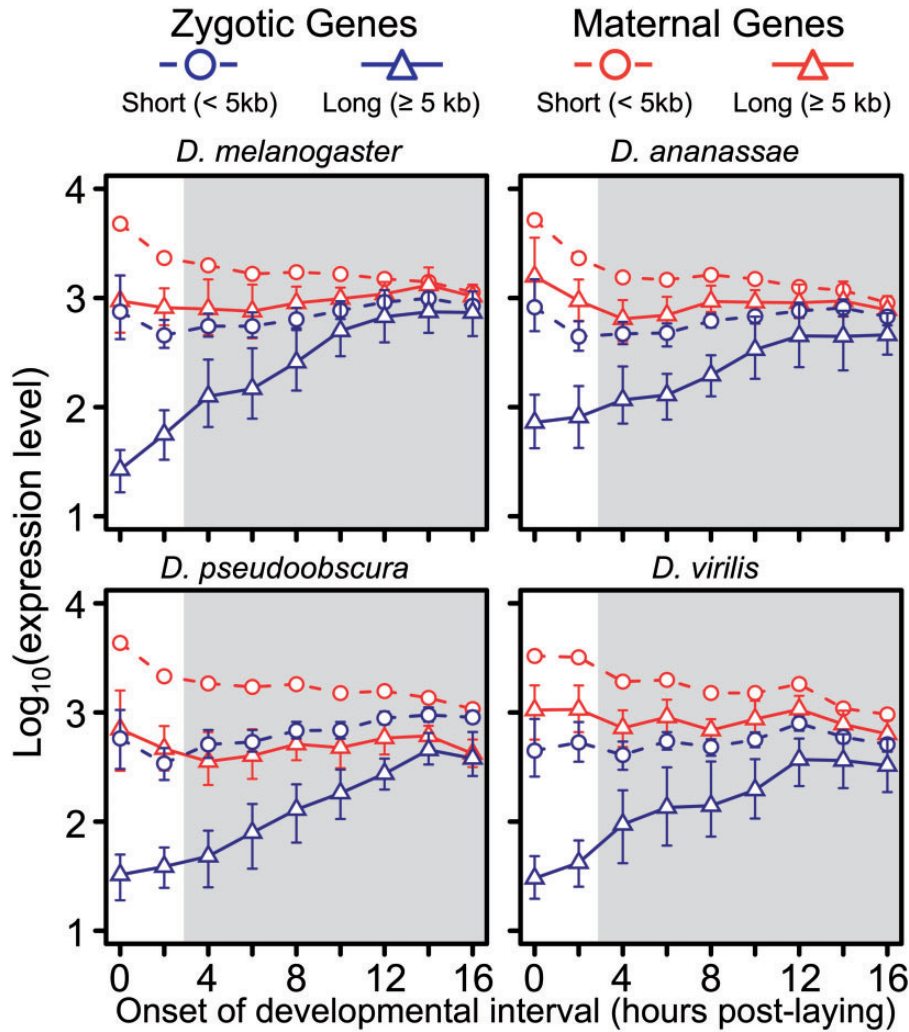 Zygotic Genes Maternal Genes
Short (< 5kb) Long (≥ 5 kb) Short (< 5kb) Long (≥ 5 kb)
D. melanogaster D. ananassae
4
3
2
1
D. pseudoobscura D. virilis
4
3
2
1
Log10(expression level)
0 4 8 12 16 0 4 8 12 16
Onset of developmental interval (hours post-laying)